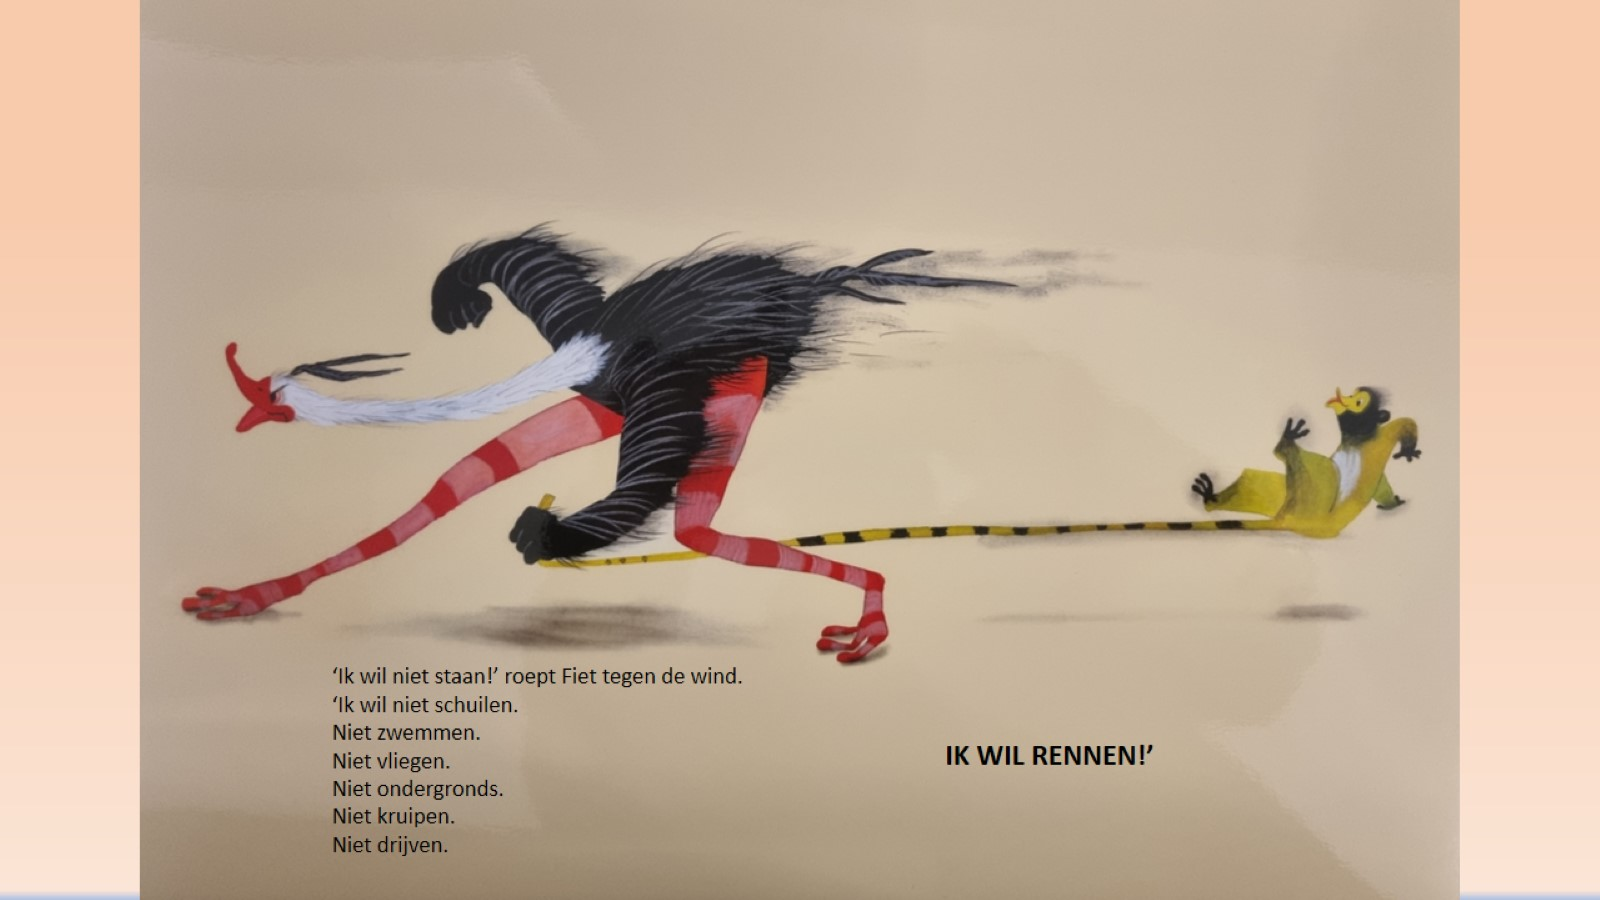 ‘Ik wil niet staan!’ roept Fiet tegen de wind.
‘Ik wil niet schuilen.
Niet zwemmen.
Niet vliegen.
Niet ondergronds.
Niet kruipen.
Niet drijven.
IK WIL RENNEN!’